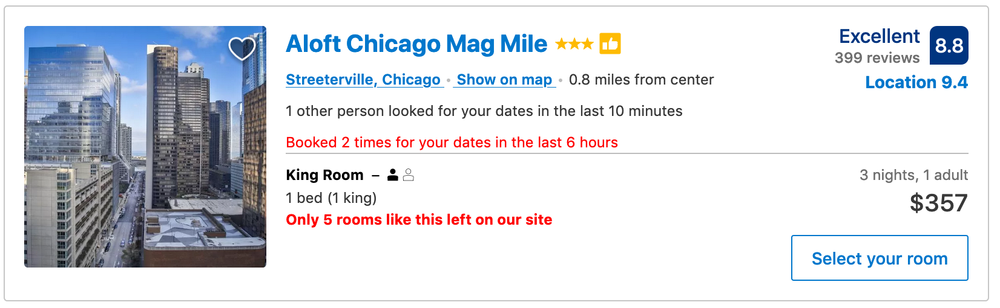 Aloft Chicago Mag Mile
Excellent
399 reviews
8.8
Streeterville, Chicago • Show on map • 0.8 miles from center
Location 9.4
1 other person looked for your dates in the last 10 minutes
Booked 2 times for your dates in the last 6 hours
King Room –
3 nights, 1 adult
1 bed (1 king)
$357
Only 5 rooms like this left on our site
Select your room